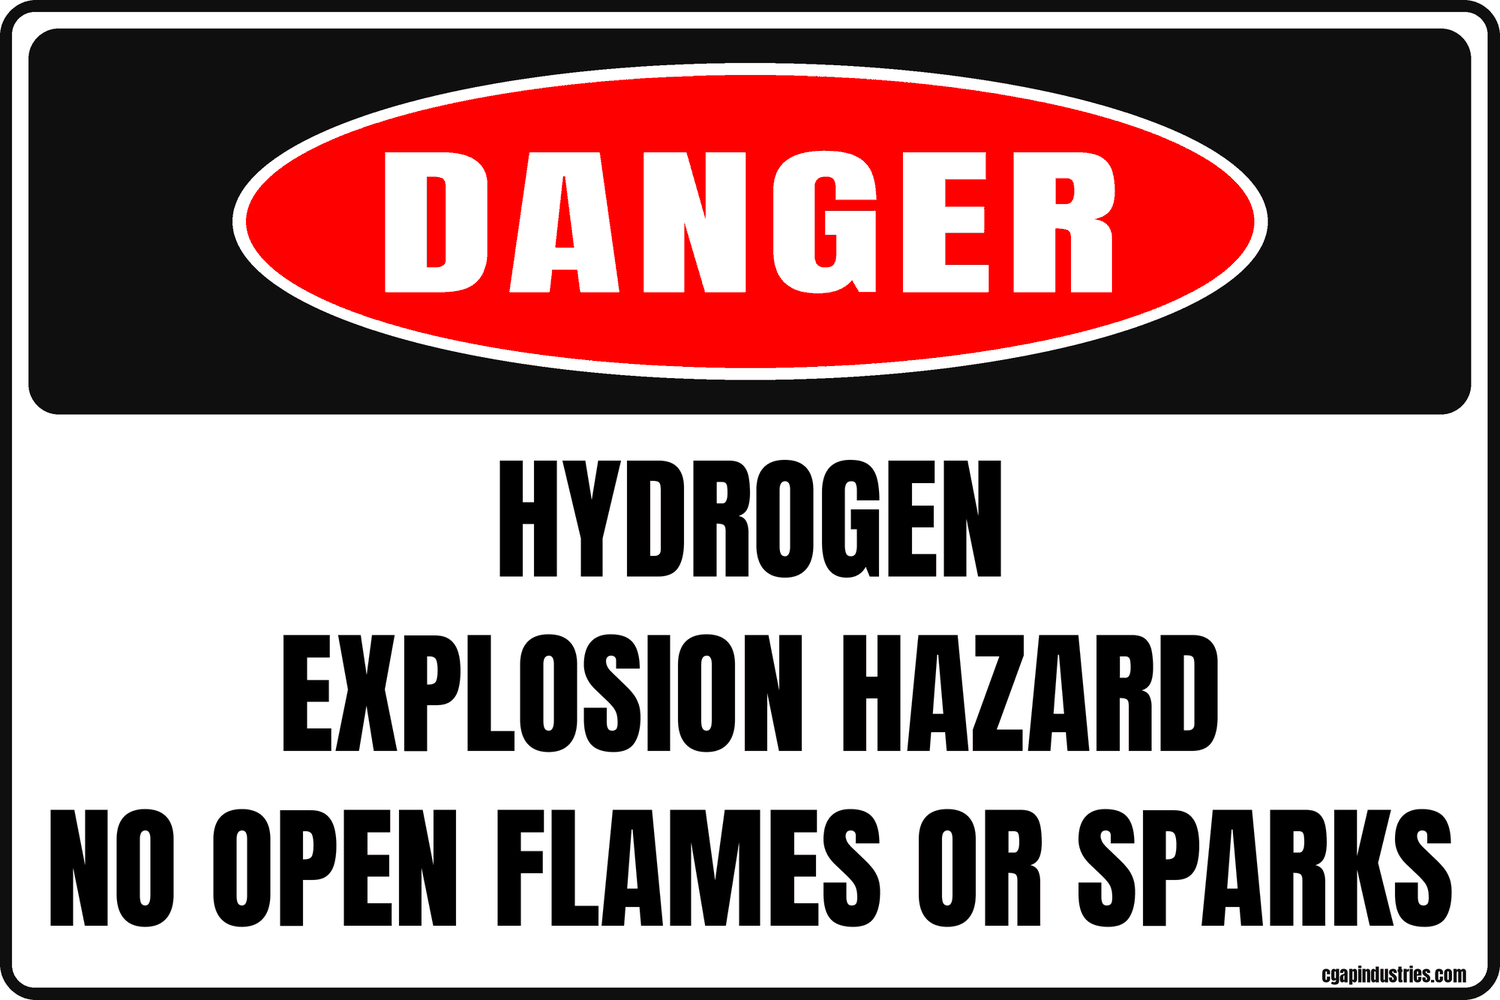 DANGER
HYDROGEN
EXPLOSION HAZARD
NO OPEN FLAMES OR SPARKS
cgapindustries.com